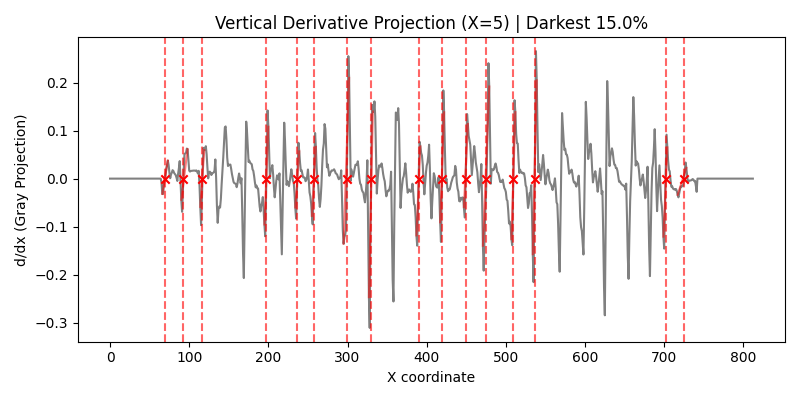 Vertical Derivative Projection (X=5) | Darkest 15.0%
d/dx (Gray Projection)
0.2
0.1
0.0
−0.1
−0.2
−0.3
0 100 200 300 400 500 600 700 800
X coordinate